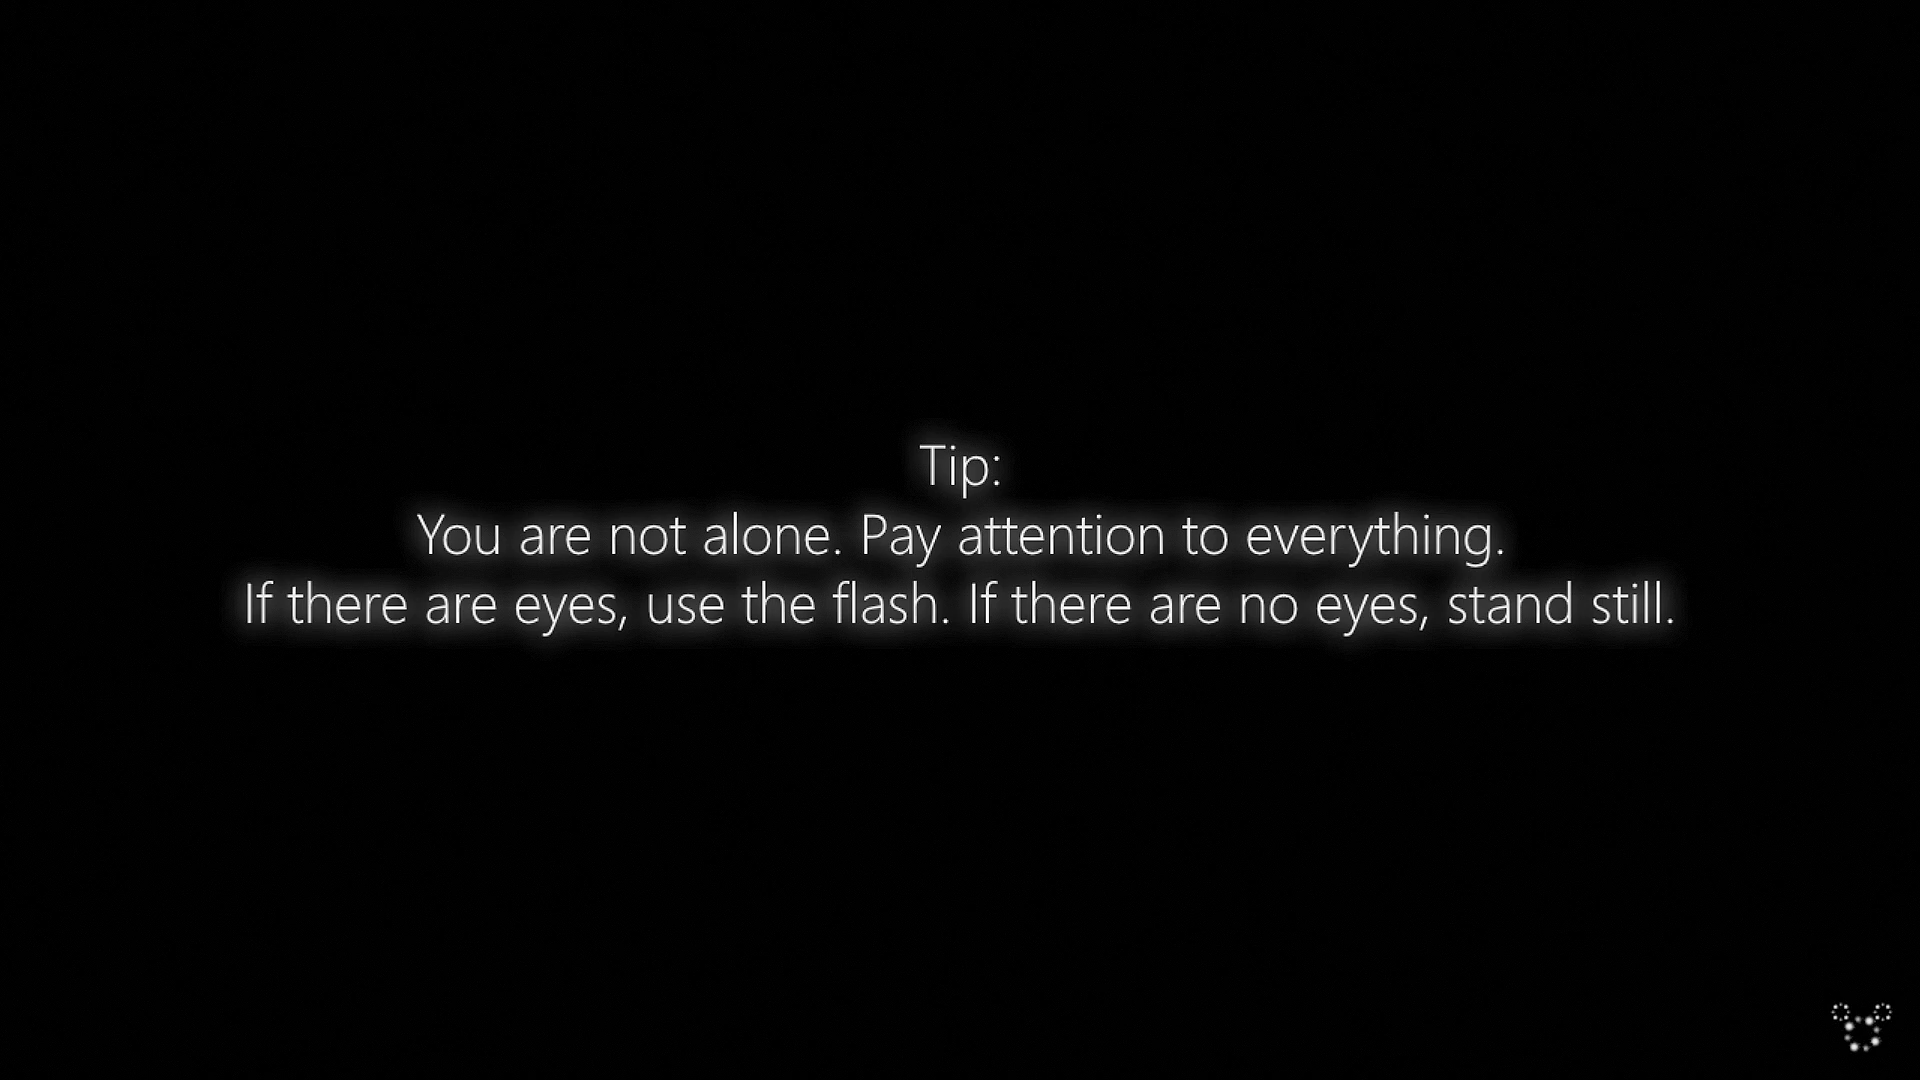 Tip:
You are not alone. Pay attention to everything.
If there are eyes, use the flash. If there are no eyes, stand still.